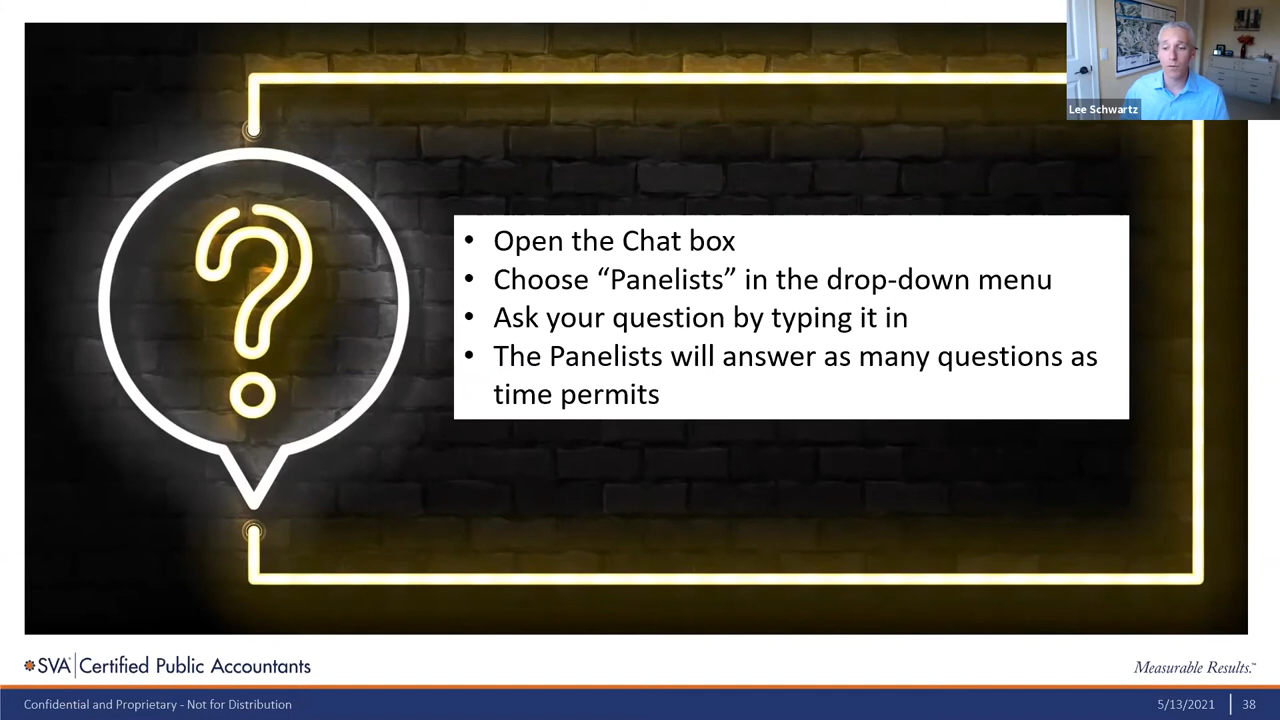 Lee Schwartz
• Open the Chat box
• Choose “Panelists” in the drop-down menu
• Ask your question by typing it in
• The Panelists will answer as many questions as
time permits
SVA Certified Public Accountants
Measurable Results.™
Confidential and Proprietary - Not for Distribution
5/13/2021 38